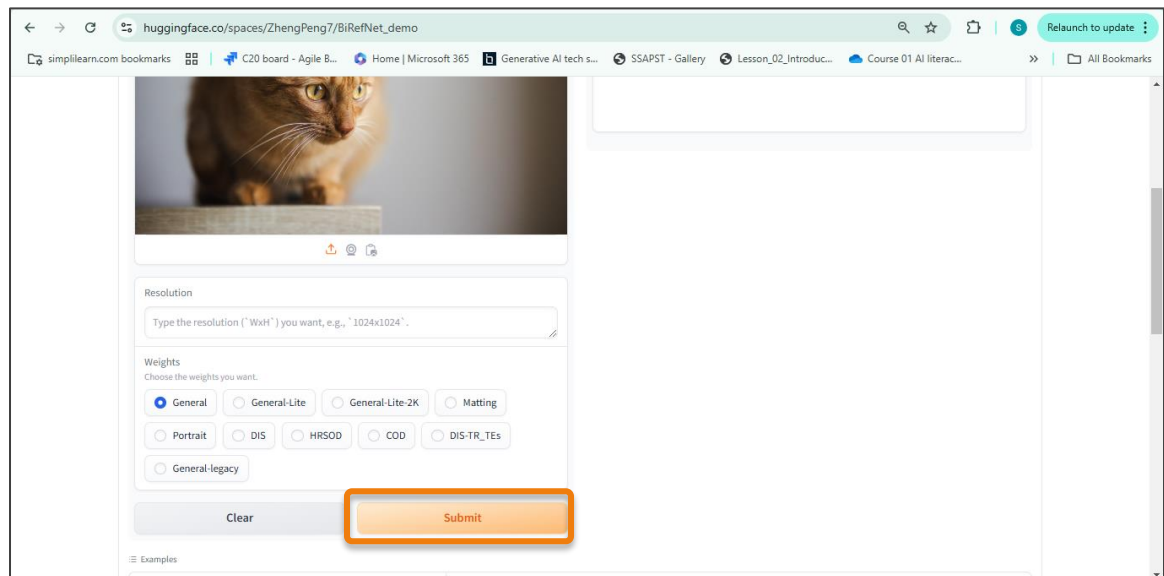 huggingface.co/spaces/ZhengPeng7/BiRefNet_demo
S
Relaunch to update
simplilearn.com bookmarks
C20 board - Agile B...
Home | Microsoft 365
b
Generative AI tech s...
SSAPST - Gallery
Lesson_02_Introduc...
Course 01 AI literac...
»
All Bookmarks
Resolution
Type the resolution (`WxH`) you want, e.g., `1024x1024`.
Weights
Choose the weights you want.
General General-Lite General-Lite-2K Matting
Portrait DIS HRSOD COD DIS-TR_TEs
General-legacy
Clear Submit
Examples